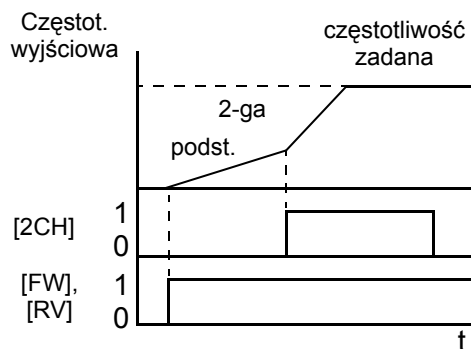 Częstot.
wyjściowa
częstotliwość
zadana
2-ga
podst.
[2CH]
1
0
[FW],
[RV]
1
0
t